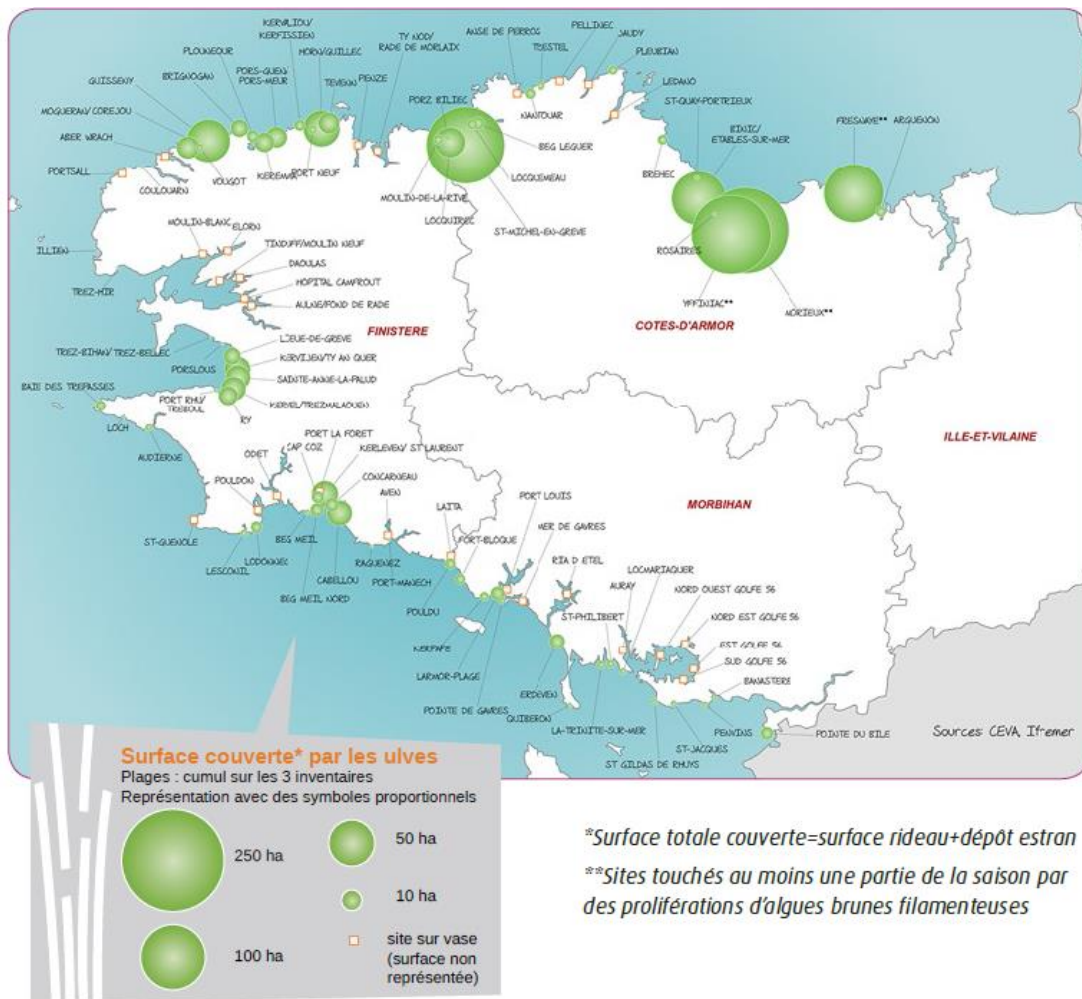 KERVALIOU/
KERFISSIEN
HORN/GUILLEC
TEVENN
TY NOD/
RADE DE MORLAIX
PENZE
PLOUNEOUR
PORS-GUEN/
PORS-MEUR
BRIGNOGAN
GUISSENY
MOGUERAN/COREJOU
ABER WRACH
PORTSALL
COULOUARN
VOUGOT
KEREMMA
PORT NEUF
ANSE DE PERROS
TRESTEL
PELLINEC
JAUDY
PLEUBIAN
LEDANO
NANTOUAR
PORZ BILIEC
BEG LEGUER
LOCQUEMEAU
MOULIN-DE-LA-RIVE
LOCQUIREC
ST-MICHEL-EN-GREVE
ST-QUAY-PORTRIEUX
BINIC/
ETABLES-SUR-MER
BREHEC
FRESNAYE**
ARGUENON
ROSAIRES
YFFINIAC**
MORIEUX**
MOULIN-BLANC
ELORN
TINDUFF/MOULIN NEUF
DAOULAS
HOPITAL CAMFROUT
AULNE/FOND DE RADE
ILLIEN
TREZ-HIR
FINISTERE
COTES-D'ARMOR
ILLE-ET-VILAINE
MORBIHAN
TREZ-BIHAN/TREZ-BELLEC
PORSLOUS
LIEUE-DE-GREVE
KERVIJEN/TY AN QUER
SAINTE-ANNE-LA-PALUD
KERVEL/TREZMALAOUEN
RY
PORT RHU/
TREBOUL
BAIE DES TREPASSES
LOCH
AUDIERNE
POULDON
ODET
CAP COZ
PORT LA FORET
KERLEVEN/ST LAURENT
CONCARNEAU
AVEN
ST-GUENOLE
LESCONIL
LODONNEC
BEG MEIL
BEG MEIL NORD
CABELLOU
RAGUENEZ
PORT-MANECH
LAITA
FORT-BLOQUE
POULDU
PORT LOUIS
MER DE GAVRES
RIA D ETEL
KERPAPE
LARMOR-PLAGE
POINTE DE GAVRES
ERDEVEN
QUIBERON
ST-PHILIBERT
AURAY
LOCMARIAQUER
NORD OUEST GOLFE 56
NORD EST GOLFE 56
EST GOLFE 56
SUD GOLFE 56
BANASTERE
LA-TRINITE-SUR-MER
ST GILDAS DE RHUYS
ST-JACQUES
PENVINS
POINTE DU BILE
Sources: CEVA, Ifremer
Surface couverte* par les ulves
Plages : cumul sur les 3 inventaires
Représentation avec des symboles proportionnels
250 ha
50 ha
10 ha
100 ha
site sur vase
(surface non
représentée)
*Surface totale couverte=surface rideau+dépôt estran
**Sites touchés au moins une partie de la saison par
des proliférations d'algues brunes filamenteuses